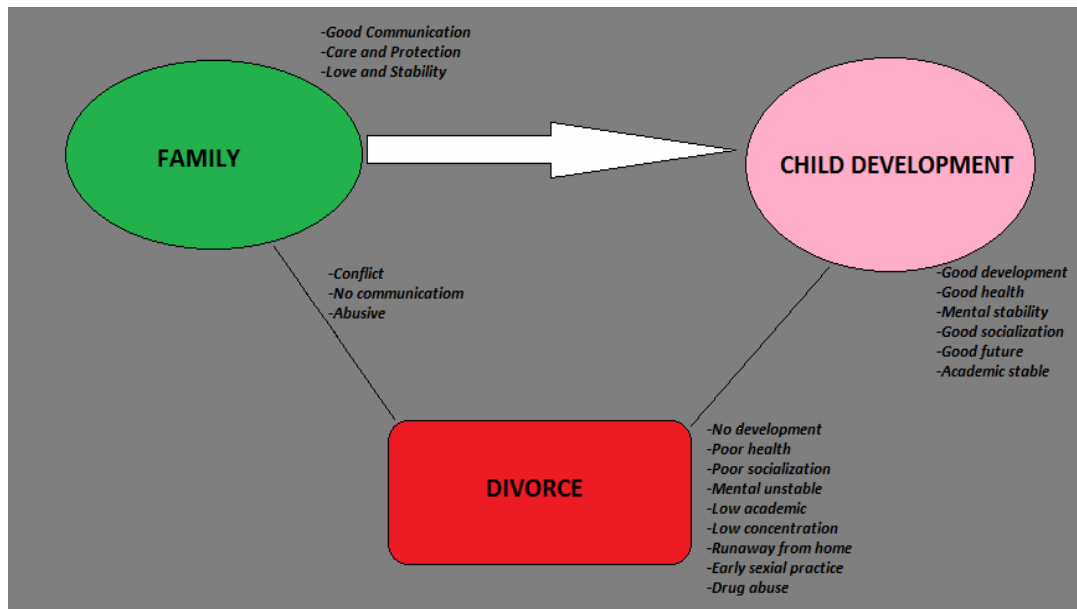 -Good Communication
-Care and Protection
-Love and Stability
FAMILY
CHILD DEVELOPMENT
-Conflict
-No communicatiom
-Abusive
-Good development
-Good health
-Mental stability
-Good socialization
-Good future
-Academic stable
DIVORCE
-No development
-Poor health
-Poor socialization
-Mental unstable
-Low academic
-Low concentration
-Runaway from home
-Early sexial practice
-Drug abuse